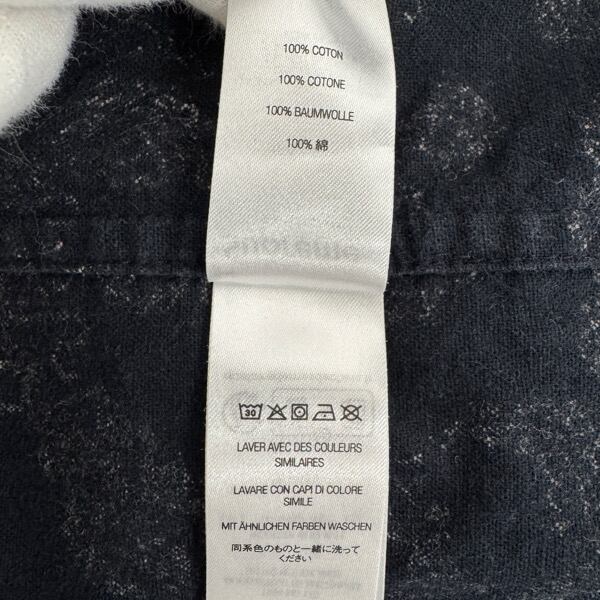 100% COTON
100% COTONE
100% BAUMWOLLE
100% 綿
30
LAVER AVEC DES COULEURS
SIMILAIRES
LAVARE CON CAPI DI COLORE
SIMILE
MIT ÄHNLICHEN FARBEN WASCHEN
同系色のものと一緒に洗って
ください